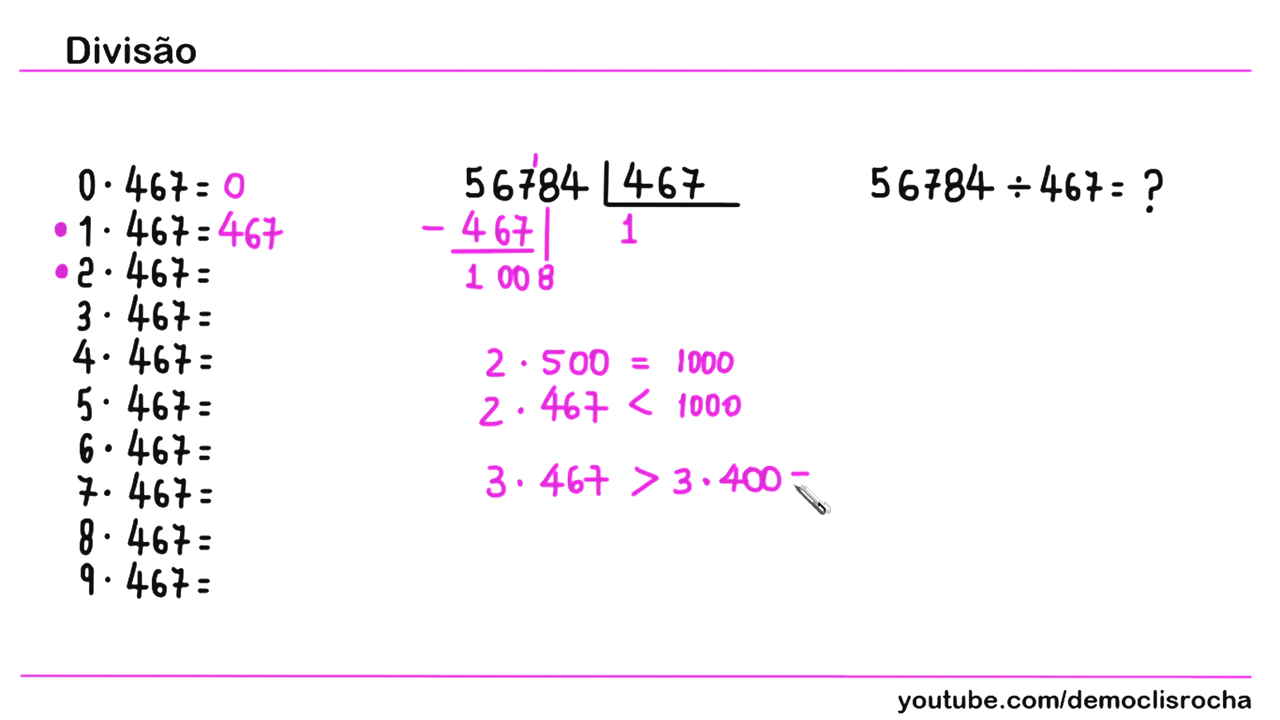 Divisão
0 · 467 = 0
• 1 · 467 = 467
• 2 · 467 =
3 · 467 =
4 · 467 =
5 · 467 =
6 · 467 =
7 · 467 =
8 · 467 =
9 · 467 =
56784 | 467
- 467 | 1
1008
2 · 500 = 1000
2 · 467 < 1000
3 · 467 > 3 · 400 -
56784 ÷ 467 = ?
youtube.com/democlisrocha